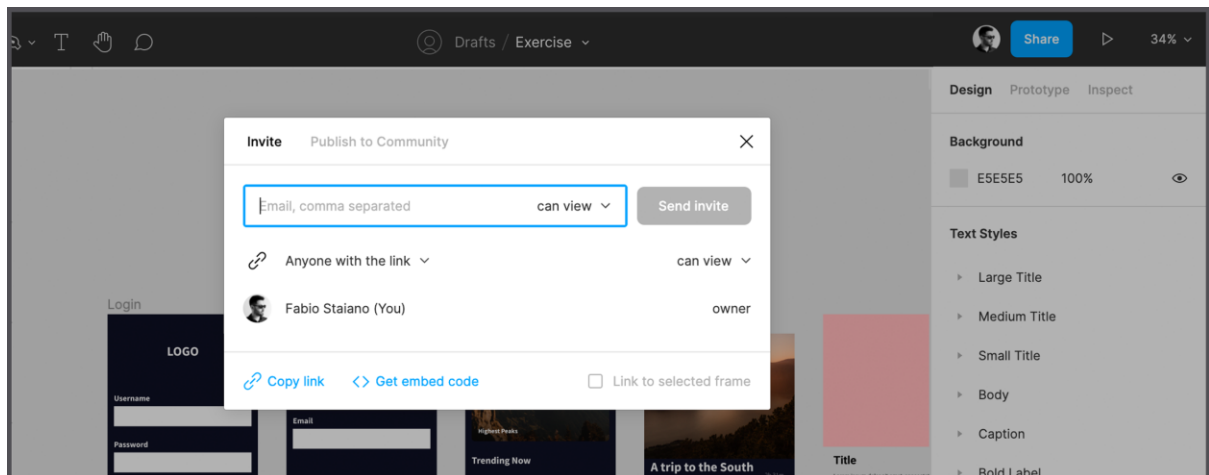 Drafts / Exercise
Share
34%
Design Prototype Inspect
Invite Publish to Community
Background
E5E5E5 100%
Email, comma separated can view Send invite
Text Styles
Anyone with the link can view
Large Title
Fabio Staiano (You) owner
Medium Title
Small Title
Copy link <> Get embed code Link to selected frame
Body
Caption
Bold Label
Login
LOGO
Username
Password
Email
Highest Peaks
Trending Now
A trip to the South
Title